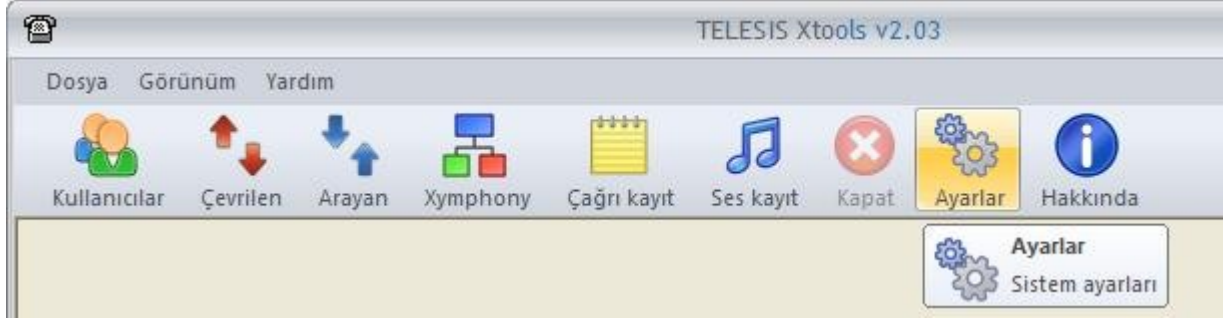 TELESIS Xtools v2.03
Dosya Görünüm Yardım
Kullanıcılar Çevrilen Arayan Xymphony Çağrı kayıt Ses kayıt Kapat Ayarlar Hakkında
Ayarlar
Sistem ayarları